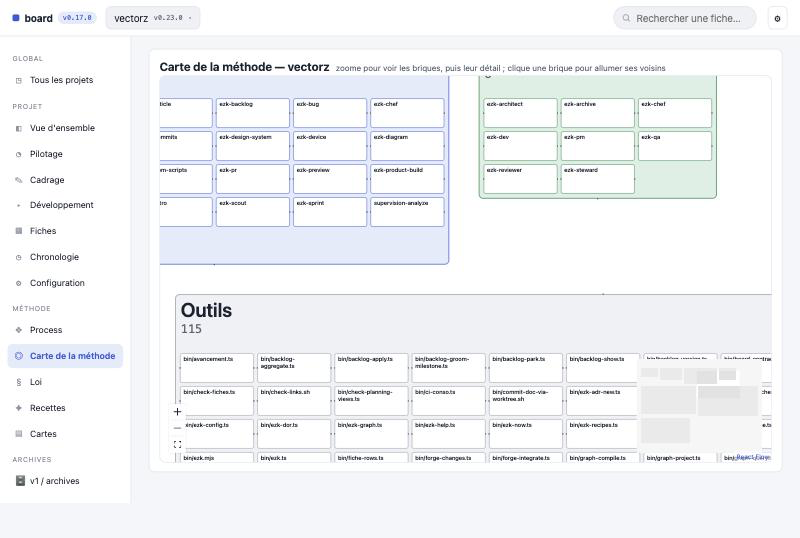 board v0.17.0 vectorz v0.23.0 Rechercher une fiche...
GLOBAL
Tous les projets
PROJET
Vue d'ensemble
Pilotage
Cadrage
Développement
Fiches
Chronologie
Configuration
MÉTHODE
Process
Carte de la méthode
Loi
Recettes
Cartes
ARCHIVES
v1 / archives
Carte de la méthode — vectorz zoome pour voir les briques, puis leur détail ; clique une brique pour allumer ses voisins
ticle ezk-backlog ezk-bug ezk-chef
mmits ezk-design-system ezk-device ezk-diagram
m-scripts ezk-pr ezk-preview ezk-product-build
tro ezk-scout ezk-sprint supervision-analyze
ezk-architect ezk-archive ezk-chef
ezk-dev ezk-pm ezk-qa
ezk-reviewer ezk-steward
Outils
115
bin/avancement.ts bin/backlog-aggregate.ts bin/backlog-apply.ts bin/backlog-groom-milestone.ts bin/backlog-park.ts bin/backlog-show.ts
bin/check-fiches.ts bin/check-links.sh bin/check-planning-views.ts bin/ci-conso.ts bin/commit-doc-via-worktree.sh bin/ezk-adr-new.ts
bin/ezk-config.ts bin/ezk-dor.ts bin/ezk-graph.ts bin/ezk-help.ts bin/ezk-now.ts bin/ezk-recipes.ts
bin/ezk.mjs bin/ezk.ts bin/fiche-rows.ts bin/forge-changes.ts bin/forge-integrate.ts bin/graph-compile.ts bin/graph-project.ts
React Flow